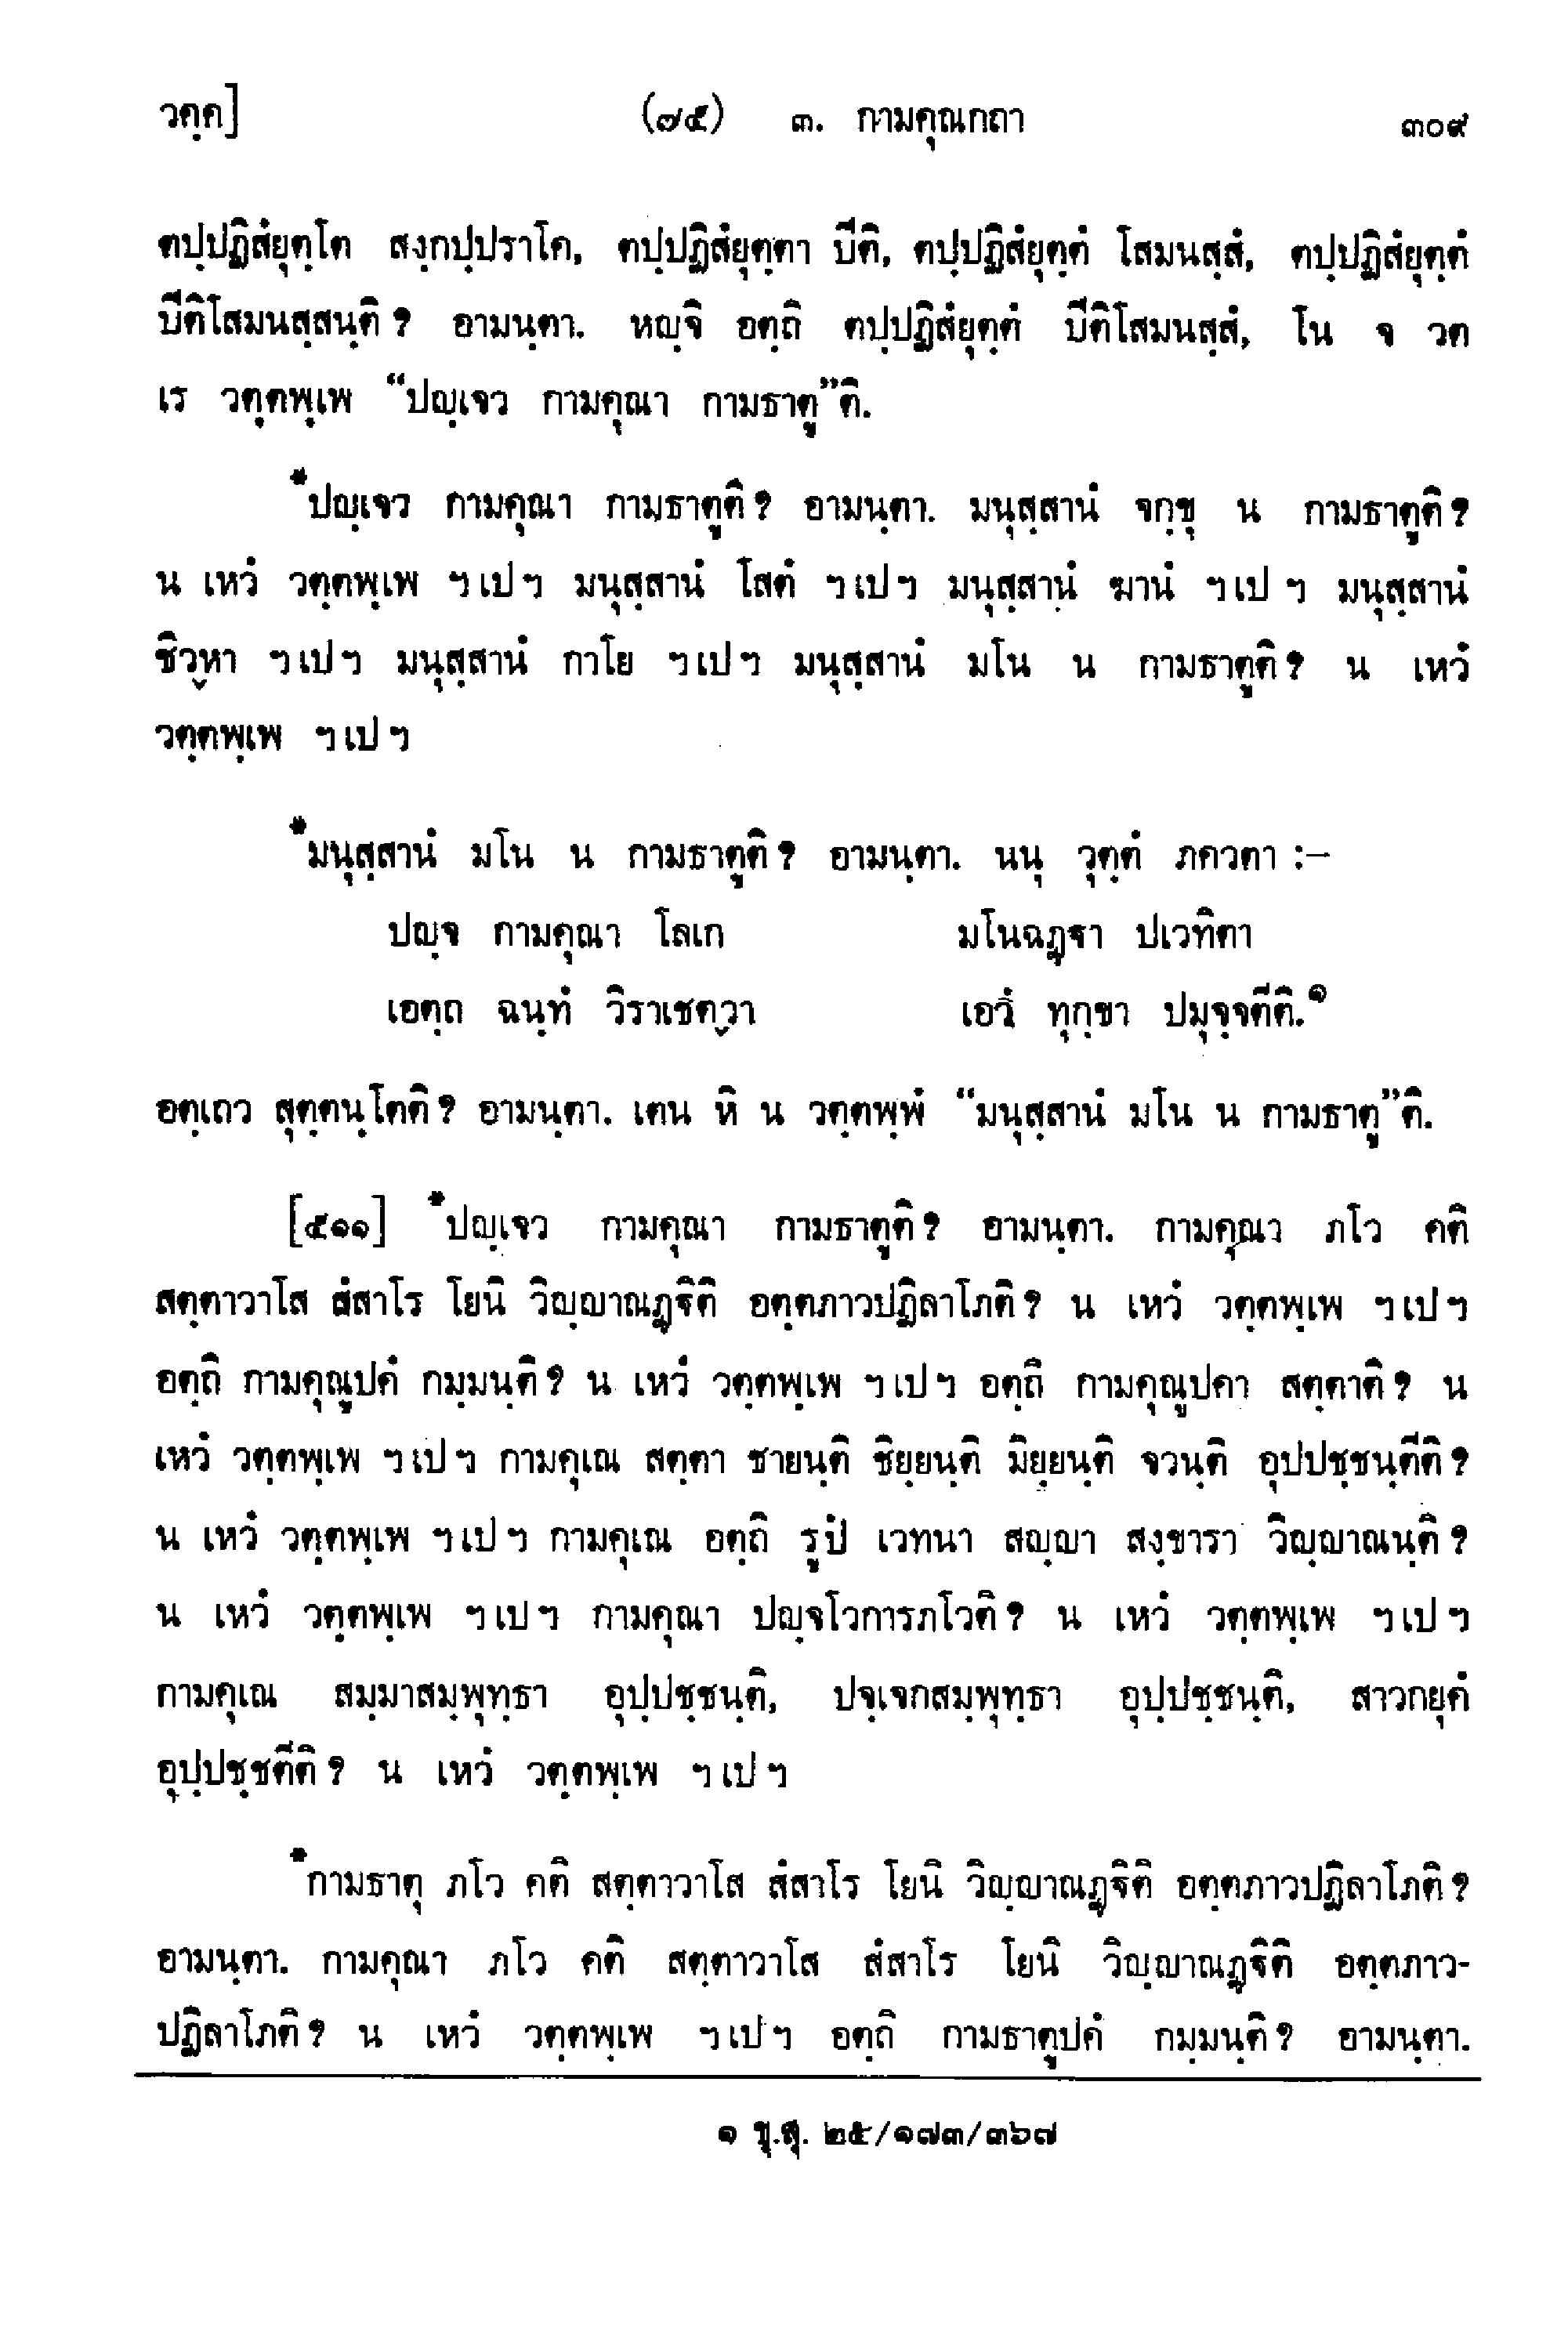 วคฺค] (๗๕) ๓. กามคุณกถา ๓๐๙
ตปฺปฏิสํยุตฺโต สงฺกปฺปราโค, ตปฺปฏิสํยุตฺตา ปีติ, ตปฺปฏิสํยุตฺตํ โสมนสฺสํ, ตปฺปฏิสํยุตฺตํ
ปีติโสมนสฺสนฺติ ? อามนฺตา. หญฺจิ อตฺถิ ตปฺปฏิสํยุตฺตํ ปีติโสมนสฺสํ, โน จ วต
เร วตฺตพฺเพ “ปญฺเจว กามคุณา กามธาตู”ติ.
*ปญฺเจว กามคุณา กามธาตูติ ? อามนฺตา. มนุสฺสานํ จกฺขุ น กามธาตูติ ?
น เหวํ วตฺตพฺเพ ฯ เป ฯ มนุสฺสานํ โสตํ ฯ เป ฯ มนุสฺสานํ ฆานํ ฯ เป ฯ มนุสฺสานํ
ชิวฺหา ฯ เป ฯ มนุสฺสานํ กาโย ฯ เป ฯ มนุสฺสานํ มโน น กามธาตูติ ? น เหวํ
วตฺตพฺเพ ฯ เป ฯ
*มนุสฺสานํ มโน น กามธาตูติ ? อามนฺตา. นนุ วุตฺตํ ภควตา :–
ปญฺจ กามคุณา โลเก มโนฉฏฺฐา ปเวทิตา
เอตฺถ ฉนฺทํ วิราเชตฺวา เอวํ ทุกฺขา ปมุจฺจตีติ.๑
อตฺเถว สุตฺตนฺโตติ ? อามนฺตา. เตน หิ น วตฺตพฺพํ “มนุสฺสานํ มโน น กามธาตู”ติ.
[๕๑๑] *ปญฺเจว กามคุณา กามธาตูติ ? อามนฺตา. กามคุณา ภโว คติ
สตฺตาวาโส สํสาโร โยนิ วิญฺญาณฏฺฐิติ อตฺตภาวปฏิลาโภติ ? น เหวํ วตฺตพฺเพ ฯ เป ฯ
อตฺถิ กามคุณูปคํ กมฺมนฺติ ? น เหวํ วตฺตพฺเพ ฯ เป ฯ อตฺถิ กามคุณูปคา สตฺตาติ ? น
เหวํ วตฺตพฺเพ ฯ เป ฯ กามคุเณ สตฺตา ชายนฺติ ชิยฺยนฺติ มิยฺยนฺติ จวนฺติ อุปปชฺชนฺตีติ ?
น เหวํ วตฺตพฺเพ ฯ เป ฯ กามคุเณ อตฺถิ รูปํ เวทนา สญฺญา สงฺขารา วิญฺญาณนฺติ ?
น เหวํ วตฺตพฺเพ ฯ เป ฯ กามคุณา ปญฺจโวการภโวติ ? น เหวํ วตฺตพฺเพ ฯ เป ฯ
กามคุเณ สมฺมาสมฺพุทฺธา อุปฺปชฺชนฺติ, ปจฺเจกสมฺพุทฺธา อุปฺปชฺชนฺติ, สาวกยุคํ
อุปฺปชฺชตีติ ? น เหวํ วตฺตพฺเพ ฯ เป ฯ
*กามธาตุ ภโว คติ สตฺตาวาโส สํสาโร โยนิ วิญฺญาณฏฺฐิติ อตฺตภาวปฏิลาโภติ ?
อามนฺตา. กามคุณา ภโว คติ สตฺตาวาโส สํสาโร โยนิ วิญฺญาณฏฺฐิติ อตฺตภาว-
ปฏิลาโภติ ? น เหวํ วตฺตพฺเพ ฯ เป ฯ อตฺถิ กามธาตูปคํ กมฺมนฺติ ? อามนฺตา.
๑ ขุ.สุ. ๒๕/๑๗๓/๓๖๗